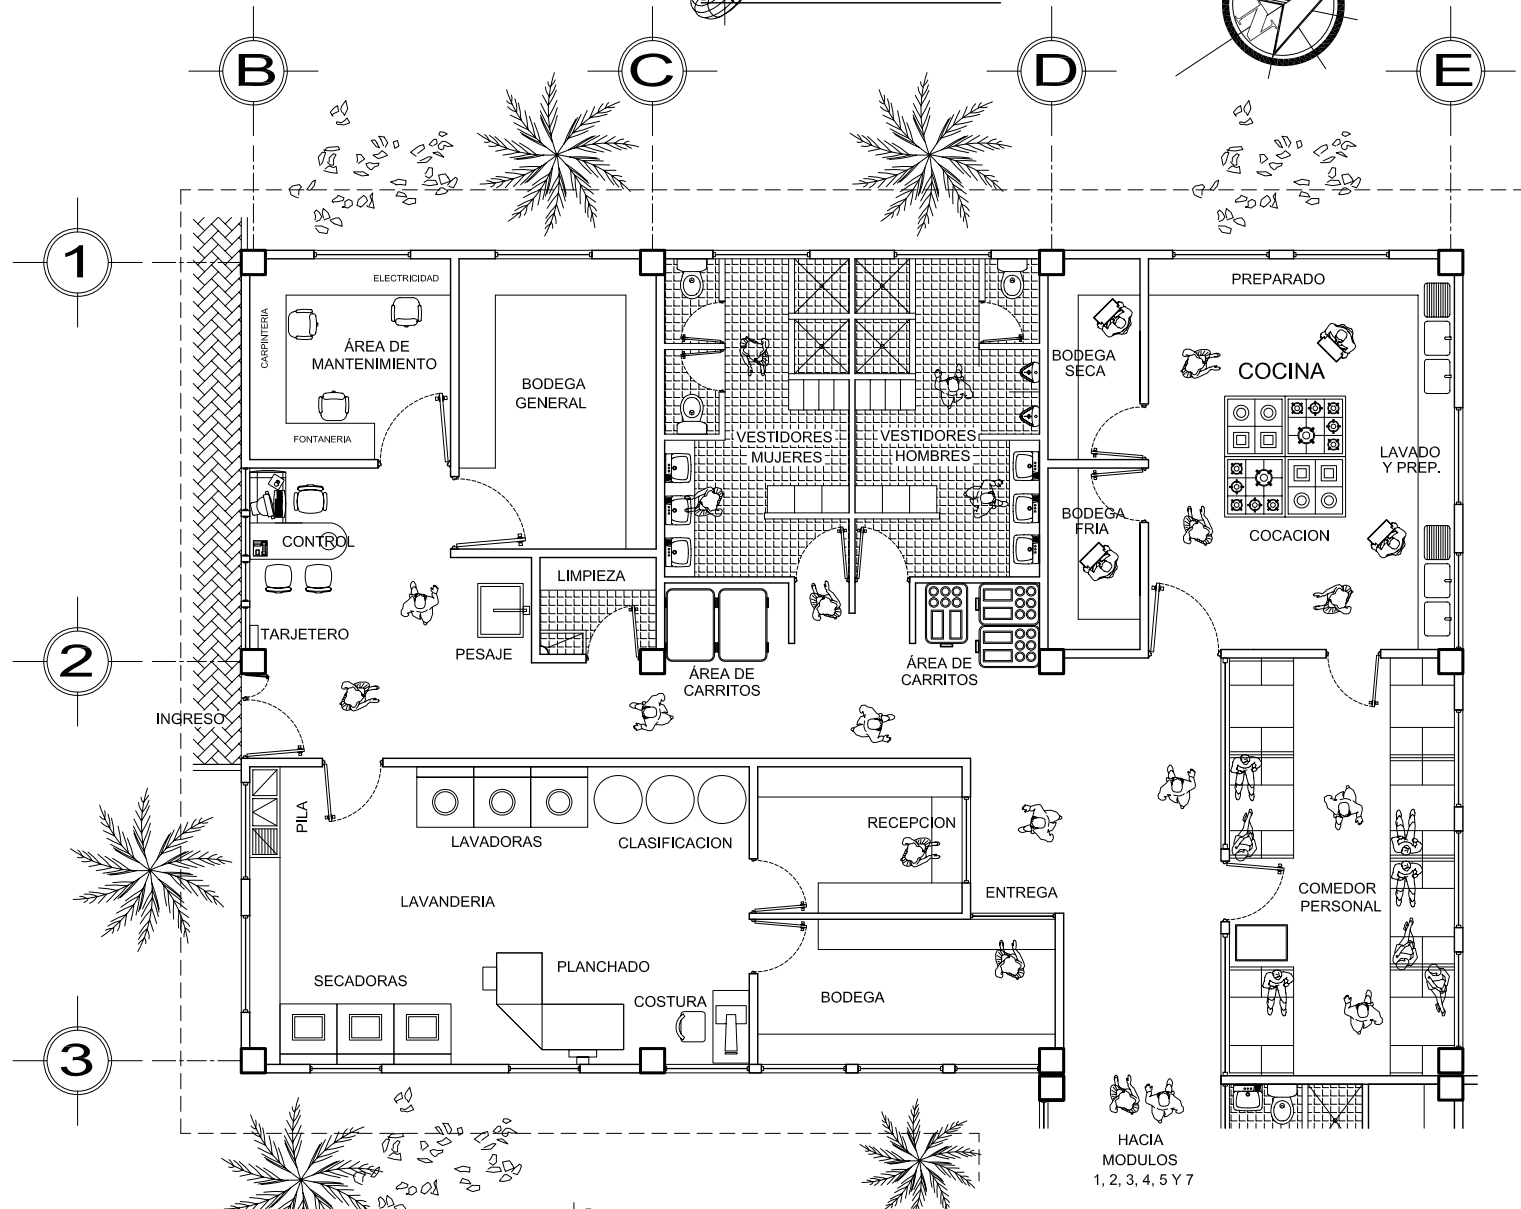 B
C
D
E
N
1
ELECTRICIDAD
PREPARADO
CARPINTERIA
ÁREA DE
MANTENIMIENTO
BODEGA
GENERAL
BODEGA
SECA
COCINA
FONTANERIA
VESTIDORES
MUJERES
VESTIDORES
HOMBRES
LAVADO
Y PREP.
CONTROL
BODEGA
FRIA
COCACION
LIMPIEZA
TARJETERO
PESAJE
2
ÁREA DE
CARRITOS
ÁREA DE
CARRITOS
INGRESO
PILA
LAVADORAS
CLASIFICACION
RECEPCION
LAVANDERIA
ENTREGA
COMEDOR
PERSONAL
SECADORAS
PLANCHADO
COSTURA
BODEGA
3
HACIA
MODULOS
1, 2, 3, 4, 5 Y 7